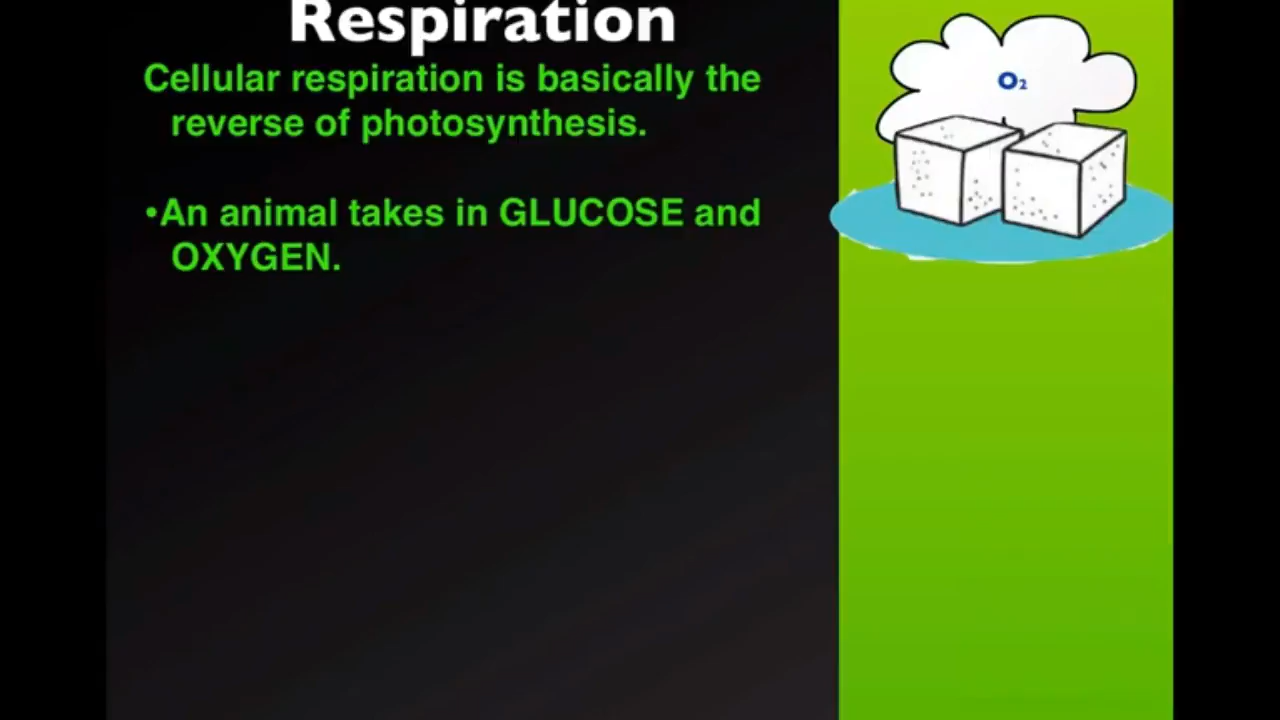 Respiration
Cellular respiration is basically the
reverse of photosynthesis.
•An animal takes in GLUCOSE and
OXYGEN.
O₂